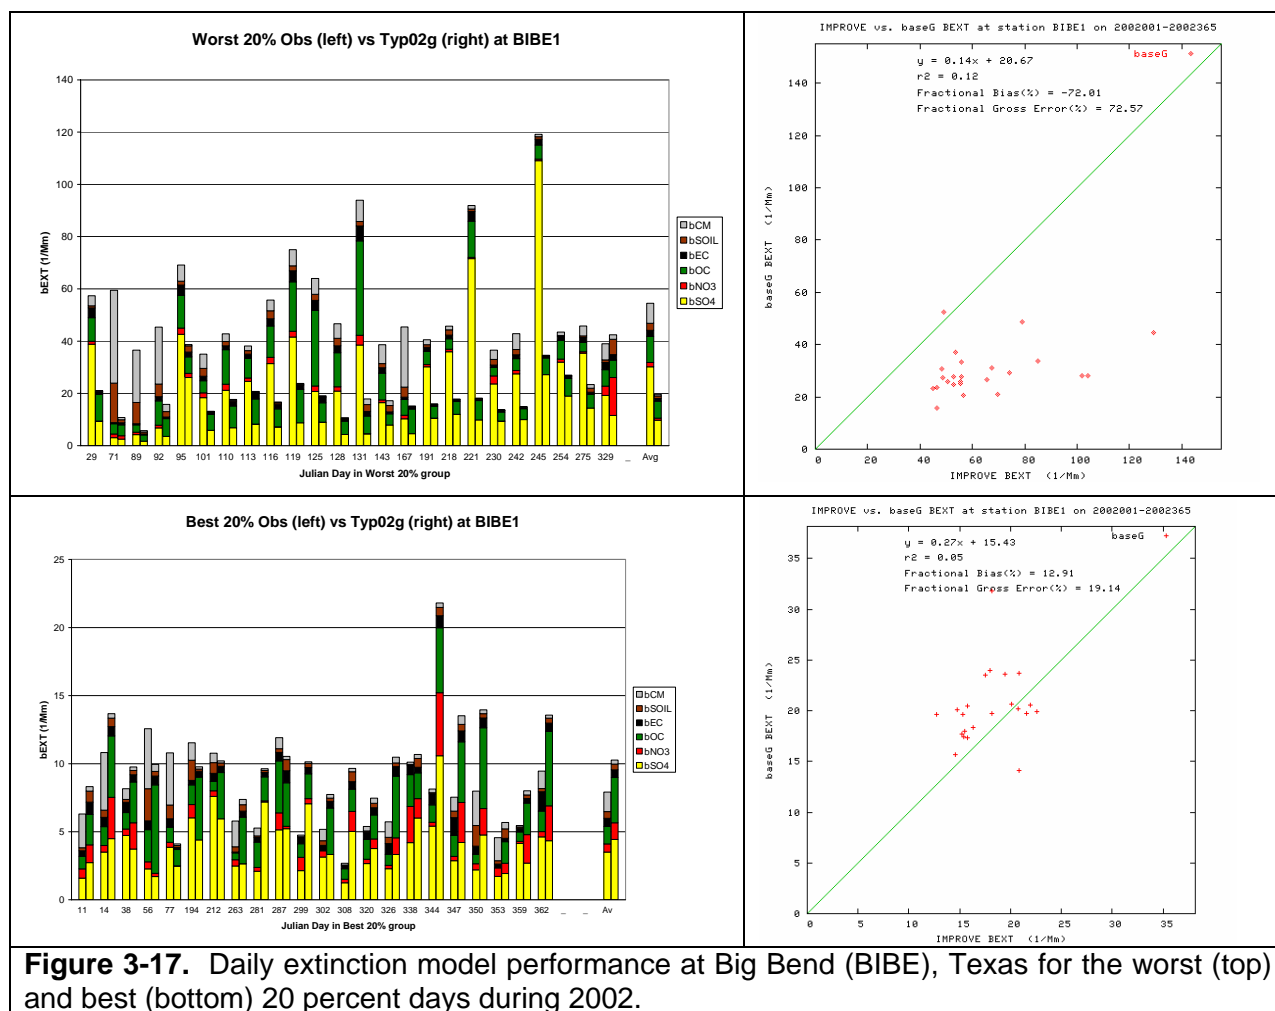 Worst 20% Obs (left) vs Typ02g (right) at BIBE1
140
120
100
80
60
40
20
0
bEXT (1/Mm)
29 71 89 92 95 101 110 113 116 119 125 128 131 143 167 191 218 221 230 242 245 254 275 329 _ Avg
Julian Day in Worst 20% group
bCM
bSOIL
bEC
bOC
bNO3
bSO4
IMPROVE vs. baseG BEXT at station BIBE1 on 2002001-2002365
baseG
y = 0.14x + 20.67
r2 = 0.12
Fractional Bias(%) = -72.01
Fractional Gross Error(%) = 72.57
140
120
100
80
60
40
20
0
baseG BEXT (1/Mm)
0 20 40 60 80 100 120 140
IMPROVE BEXT (1/Mm)
Best 20% Obs (left) vs Typ02g (right) at BIBE1
25
20
15
10
5
0
bEXT (1/Mm)
11 14 38 56 77 194 212 263 281 287 299 302 308 320 326 338 344 347 350 353 359 362 _ _ Av
Julian Day in Best 20% group
bCM
bSOIL
bEC
bOC
bNO3
bSO4
IMPROVE vs. baseG BEXT at station BIBE1 on 2002001-2002365
baseG
y = 0.27x + 15.43
r2 = 0.05
Fractional Bias(%) = 12.91
Fractional Gross Error(%) = 19.14
35
30
25
20
15
10
5
0
baseG BEXT (1/Mm)
0 5 10 15 20 25 30 35
IMPROVE BEXT (1/Mm)
Figure 3-17. Daily extinction model performance at Big Bend (BIBE), Texas for the worst (top)
and best (bottom) 20 percent days during 2002.